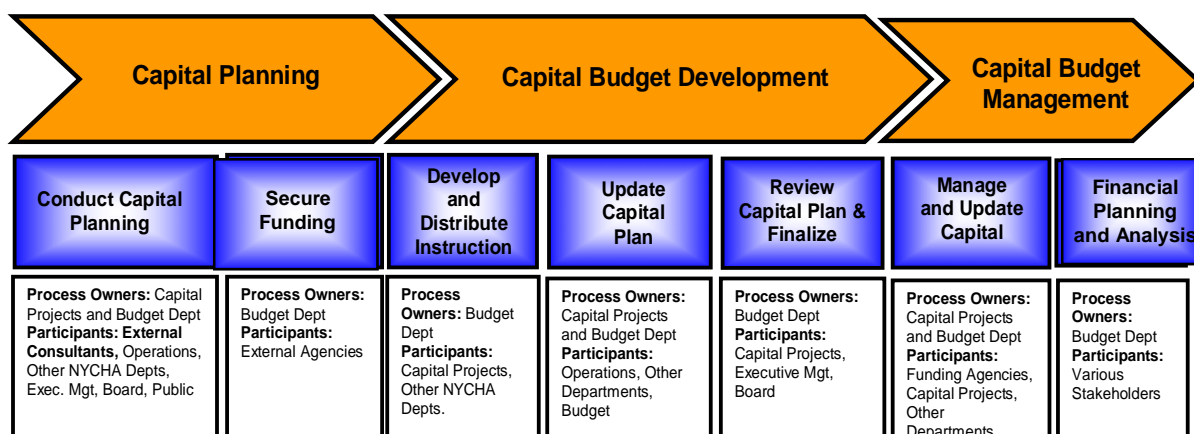 Capital Planning
Capital Budget Development
Capital Budget
Management
Conduct Capital
Planning
Secure
Funding
Develop
and
Distribute
Instruction
Update
Capital
Plan
Review
Capital Plan &
Finalize
Manage
and Update
Capital
Financial
Planning
and Analysis
Process Owners: Capital
Projects and Budget Dept
Participants: External
Consultants, Operations,
Other NYCHA Depts,
Exec. Mgt, Board, Public
Process Owners:
Budget Dept
Participants:
External Agencies
Process
Owners: Budget
Dept
Participants:
Capital Projects,
Other NYCHA
Depts.
Process Owners:
Capital Projects
and Budget Dept
Participants:
Operations, Other
Departments,
Budget
Process Owners:
Budget Dept
Participants:
Capital Projects,
Executive Mgt,
Board
Process Owners:
Capital Projects
and Budget Dept
Participants:
Funding Agencies,
Capital Projects,
Other
Departments
Process
Owners:
Budget Dept
Participants:
Various
Stakeholders